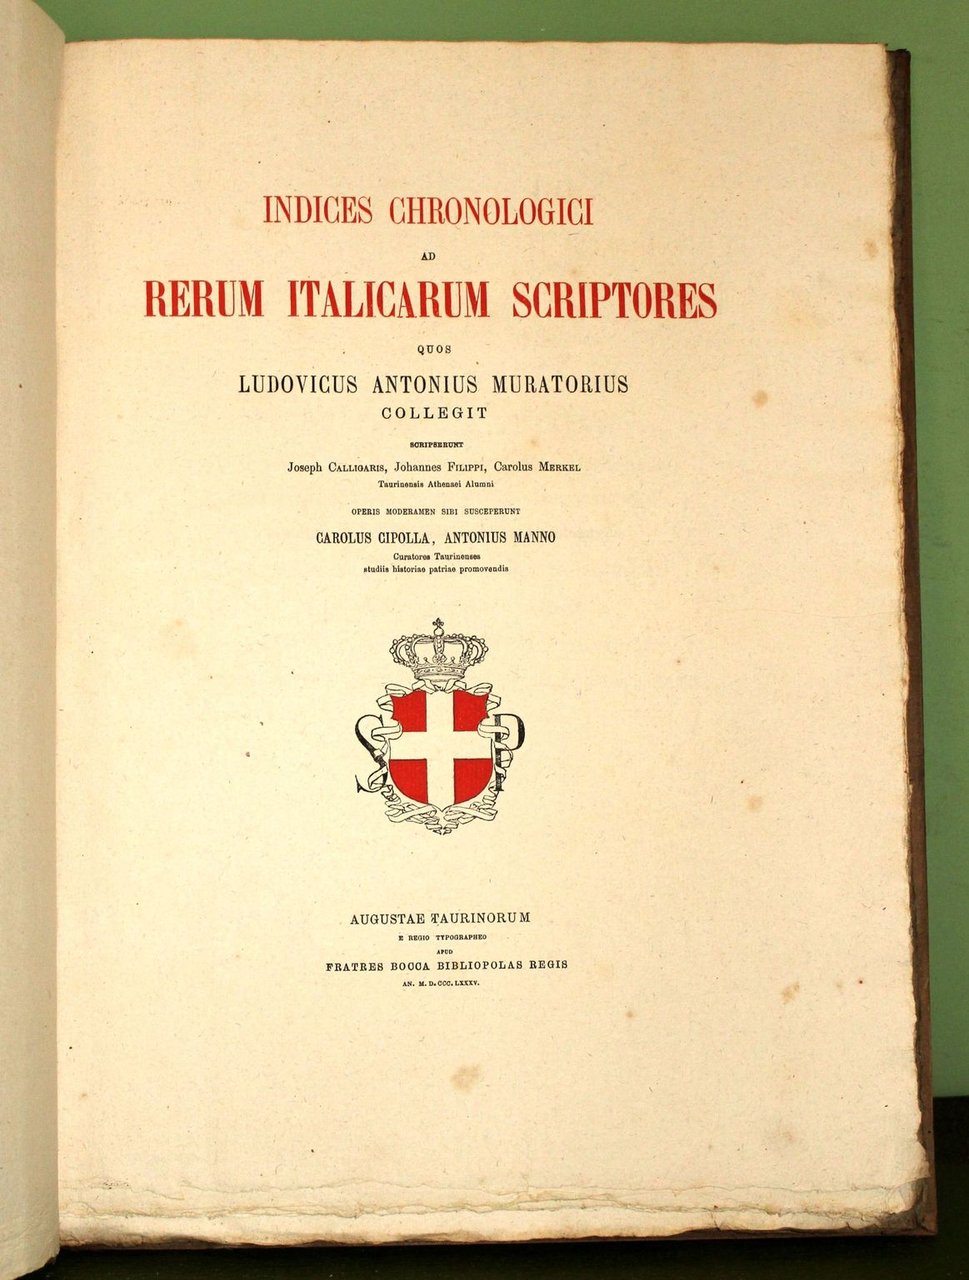 INDICES CHRONOLOGICI
AD
RERUM ITALICARUM SCRIPTORES
QUOS
LUDOVICUS ANTONIUS MURATORIUS
COLLEGIT
SCRIPSERUNT
Joseph CALLIGARIS, Johannes FILIPPI, Carolus MERKEL
Taurinensis Athenaei Alumni
OPERIS MODERAMEN SIBI SUSCEPERUNT
CAROLUS CIPOLLA, ANTONIUS MANNO
Curatores Taurinenses
studiis historiae patriae promovendis
S P
AUGUSTAE TAURINORUM
E REGIO TYPOGRAPHEO
APUD
FRATRES BOCCA BIBLIOPOLAS REGIS
AN. M. D. CCC. LXXXV.